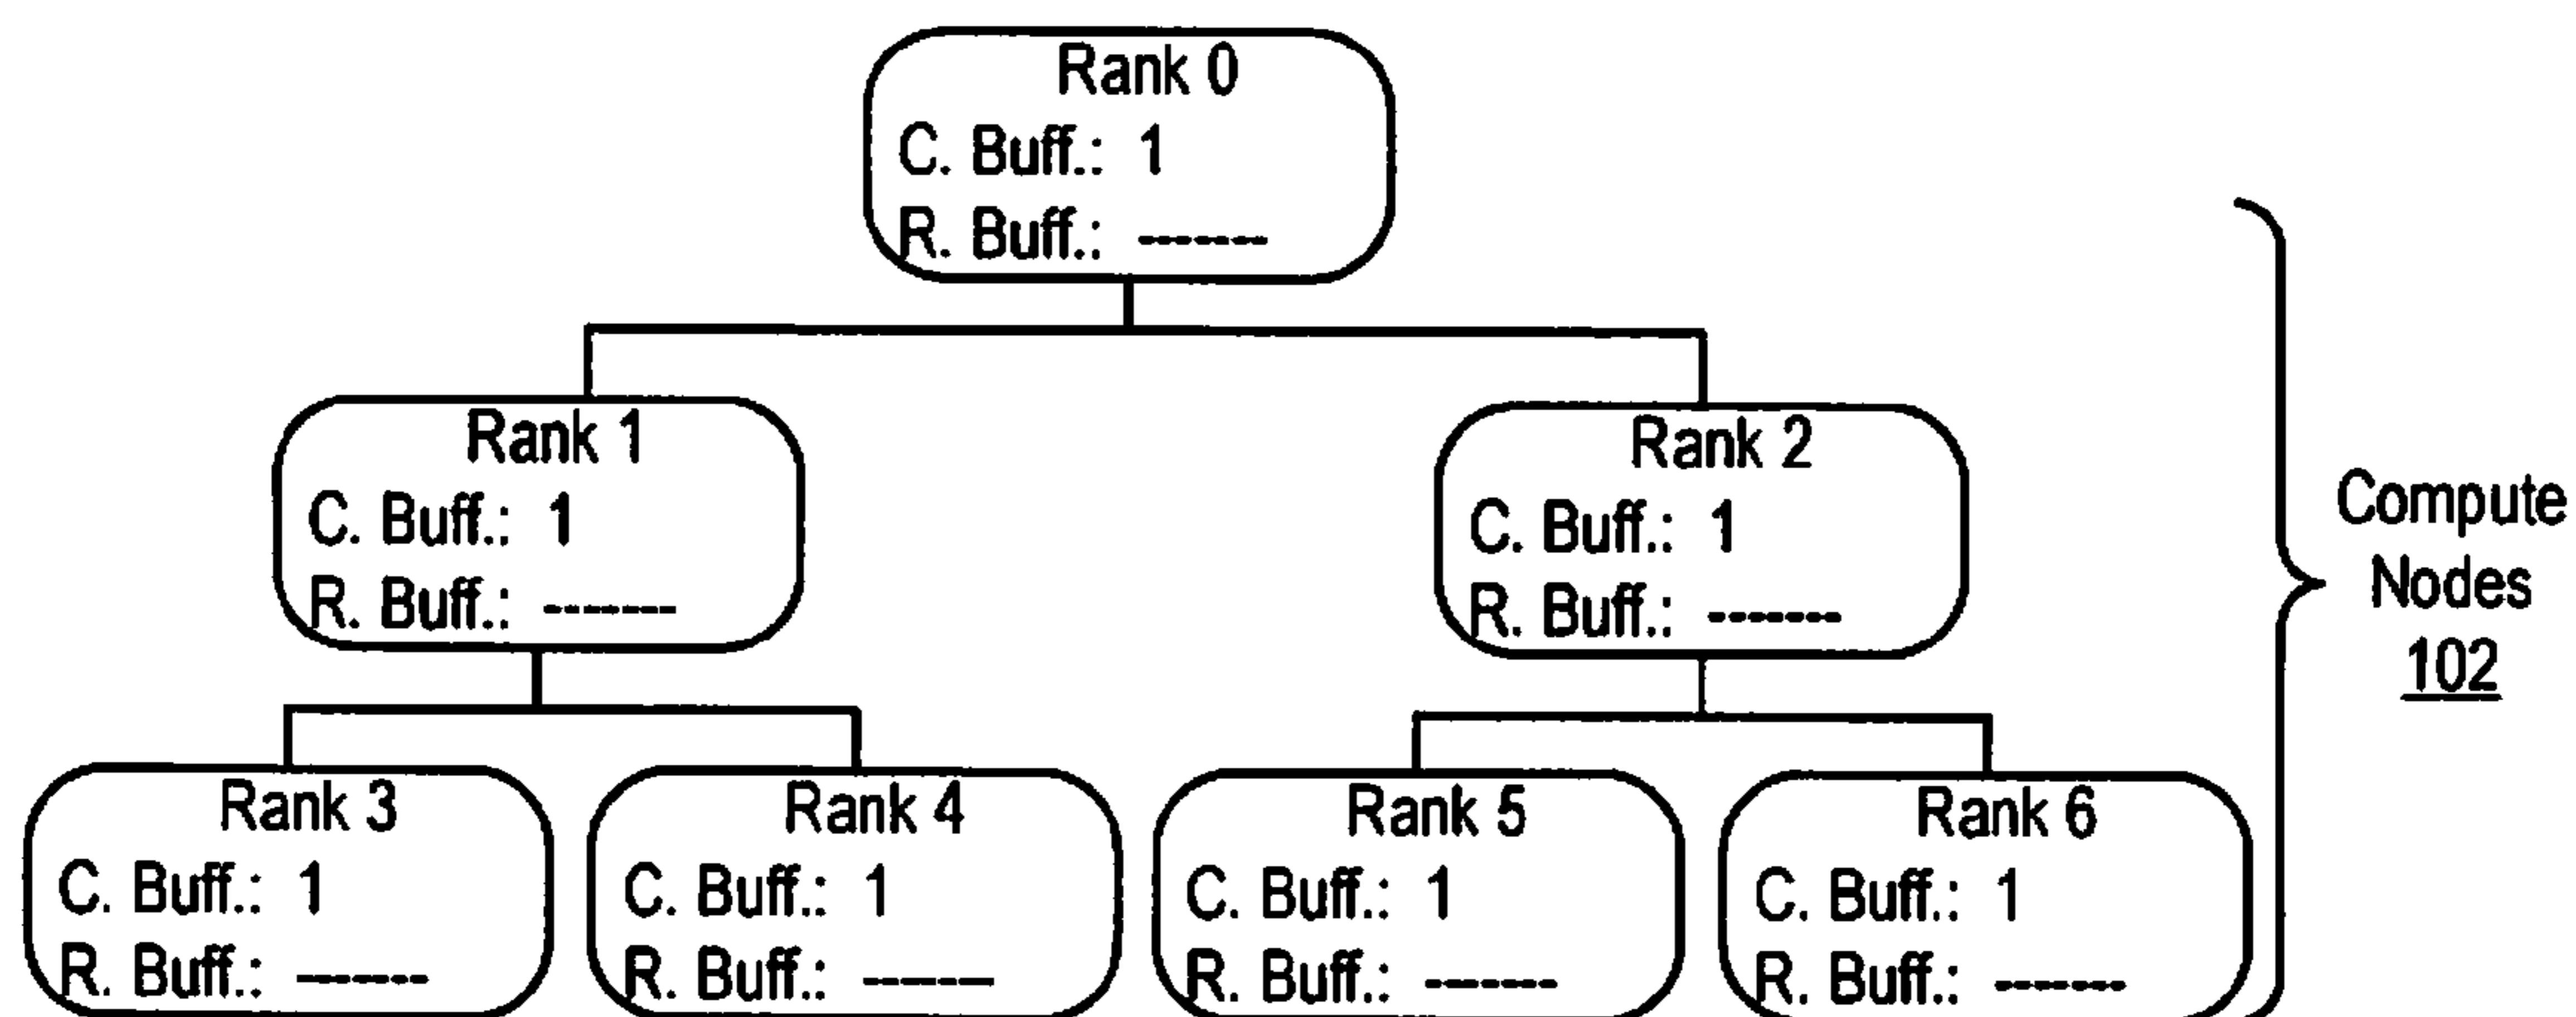 Rank 0
C. Buff.: 1
R. Buff.: -------
Rank 1
C. Buff.: 1
R. Buff.: -------
Rank 2
C. Buff.: 1
R. Buff.: -------
Rank 3
C. Buff.: 1
R. Buff.: -------
Rank 4
C. Buff.: 1
R. Buff.: -------
Rank 5
C. Buff.: 1
R. Buff.: -------
Rank 6
C. Buff.: 1
R. Buff.: -------
Compute
Nodes
102